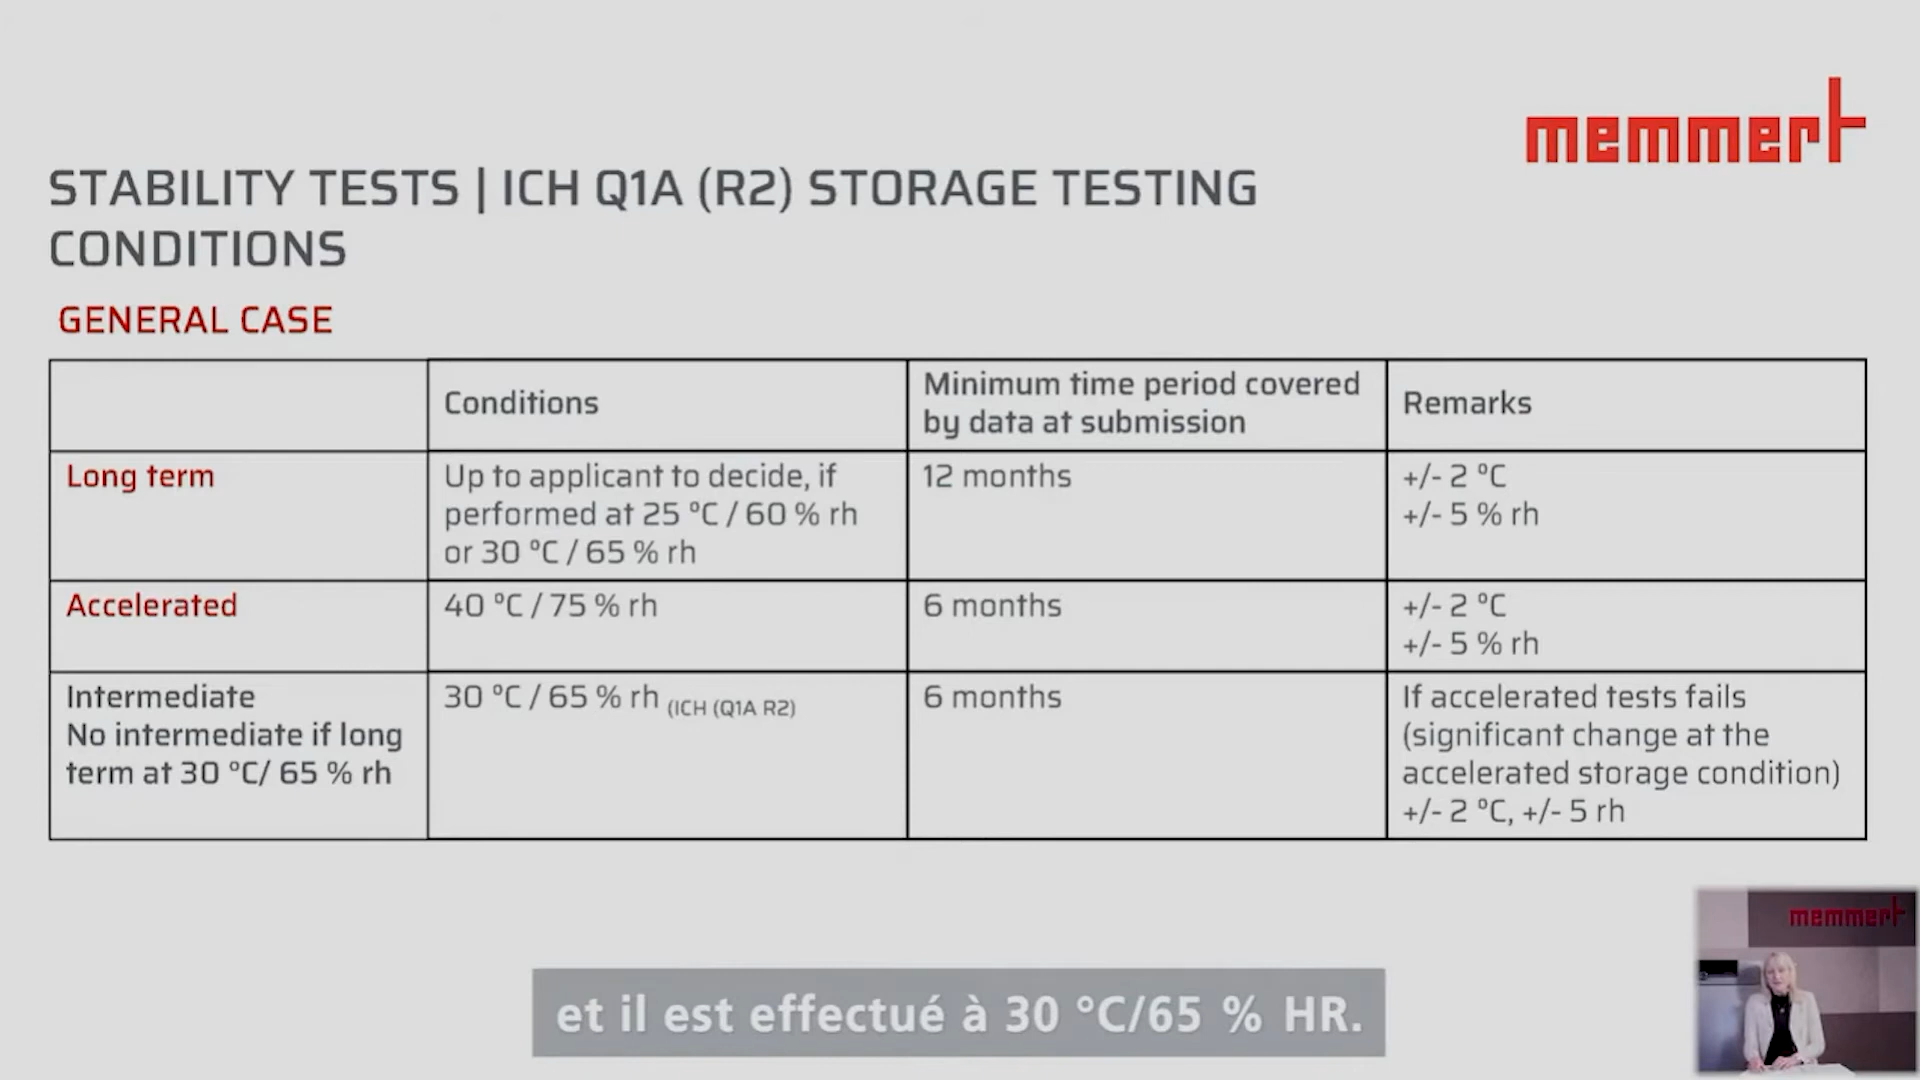 memmert
STABILITY TESTS | ICH Q1A (R2) STORAGE TESTING
CONDITIONS
GENERAL CASE
Conditions
Minimum time period covered
by data at submission
Remarks
Long term
Up to applicant to decide, if
performed at 25 °C / 60 % rh
or 30 °C / 65 % rh
12 months
+/- 2 °C
+/- 5 % rh
Accelerated
40 °C / 75 % rh
6 months
+/- 2 °C
+/- 5 % rh
Intermediate
No intermediate if long
term at 30 °C/ 65 % rh
30 °C / 65 % rh (ICH (Q1A R2)
6 months
If accelerated tests fails
(significant change at the
accelerated storage condition)
+/- 2 °C, +/- 5 rh
memmert
et il est effectué à 30 °C/65 % HR.